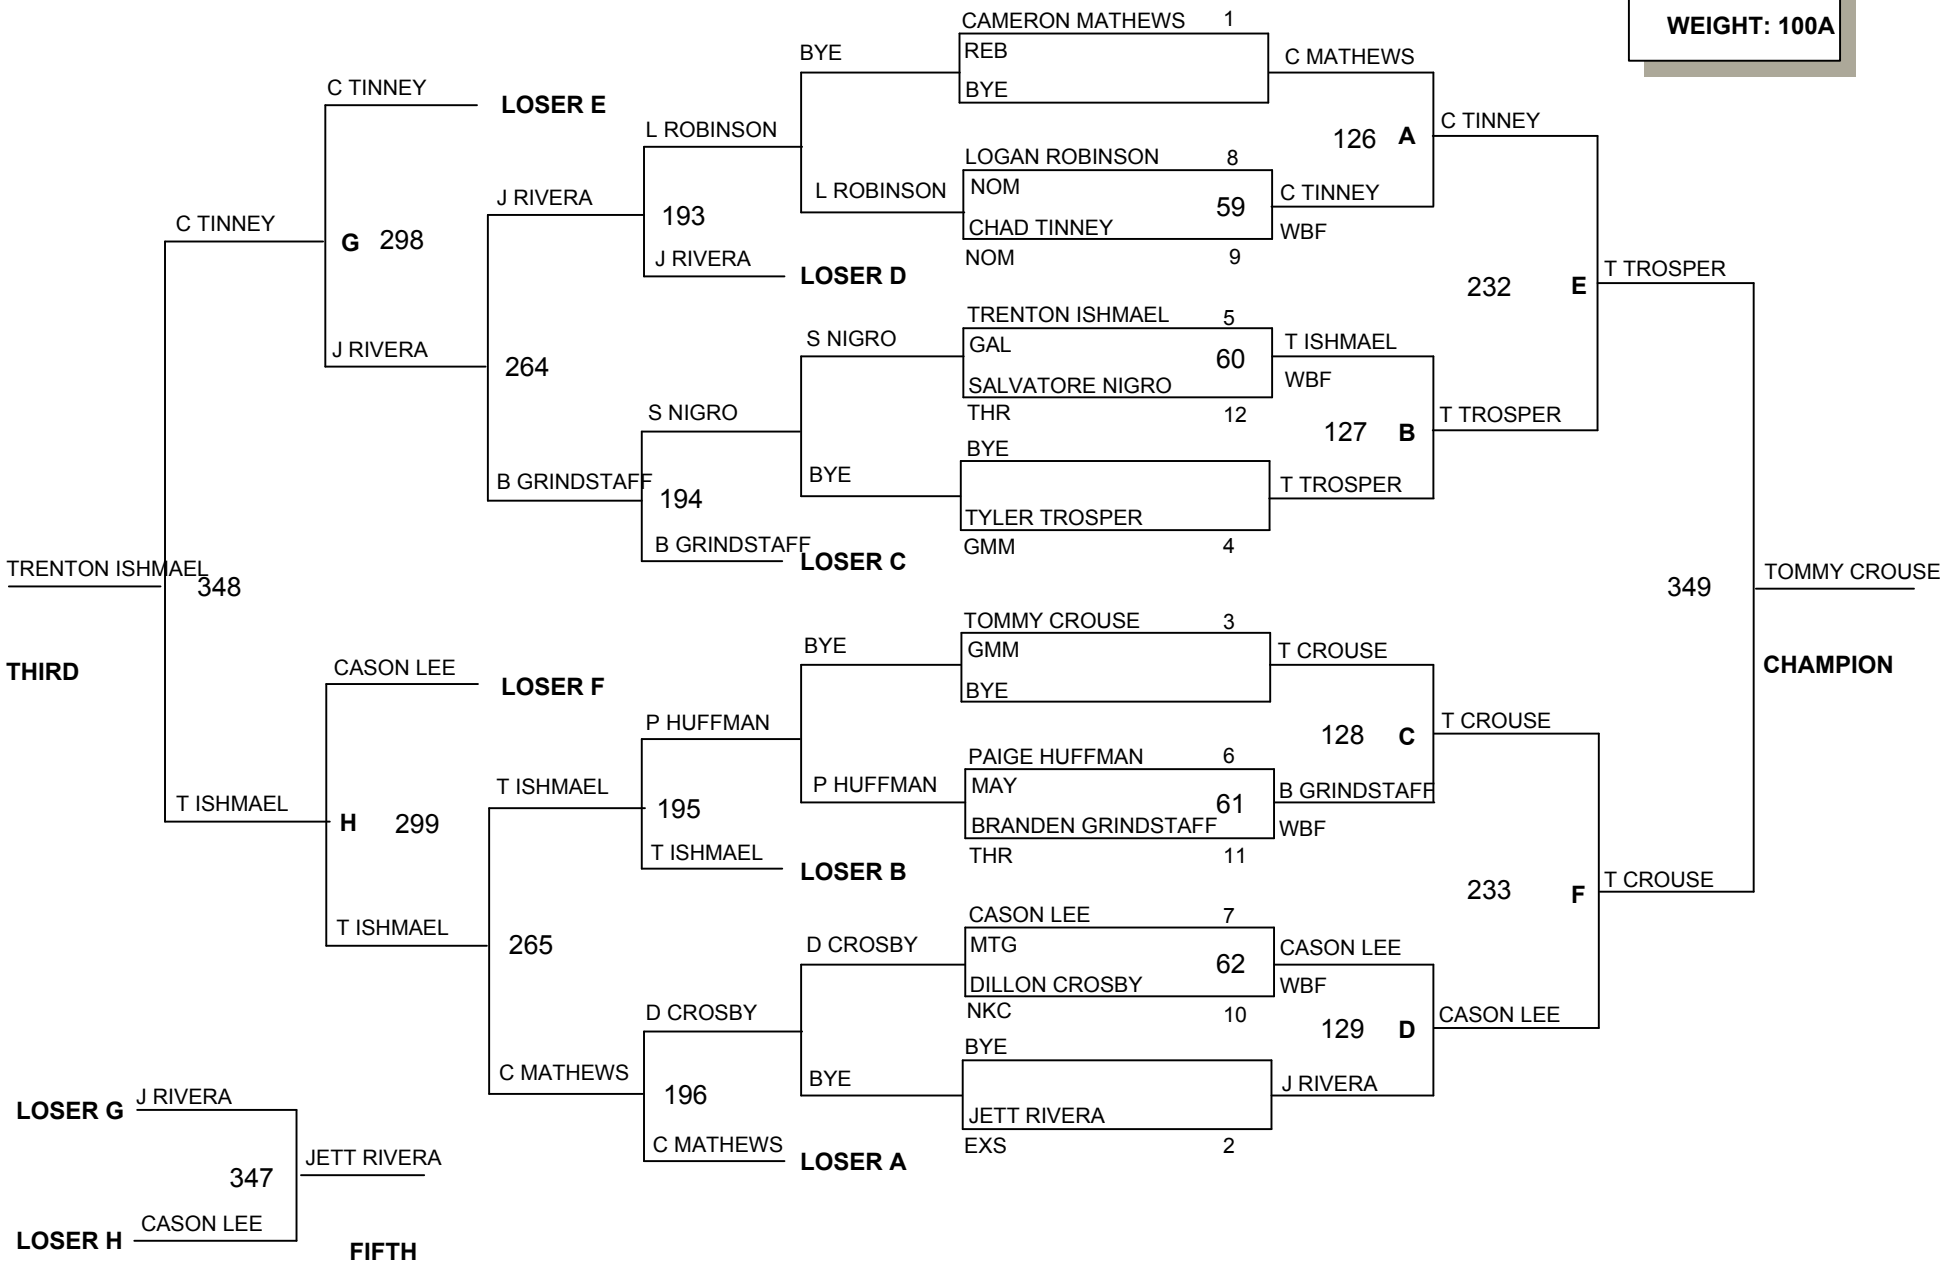 WEIGHT: 100A
CAMERON MATHEWS 1
REB
BYE
BYE
C MATHEWS
C TINNEY
LOSER E
L ROBINSON
126 A
C TINNEY
LOGAN ROBINSON 8
NOM
59
CHAD TINNEY
NOM 9
L ROBINSON
C TINNEY
WBF
J RIVERA
193
C TINNEY
G 298
J RIVERA
LOSER D
232 E
T TROSPER
TRENTON ISHMAEL 5
GAL
60
SALVATORE NIGRO
THR 12
S NIGRO
T ISHMAEL
WBF
J RIVERA
264
S NIGRO
127 B
T TROSPER
BYE
BYE
TYLER TROSPER
GMM 4
T TROSPER
B GRINDSTAFF
194
B GRINDSTAFF
LOSER C
TRENTON ISHMAEL
348
THIRD
349
TOMMY CROUSE
CHAMPION
TOMMY CROUSE 3
GMM
BYE
BYE
T CROUSE
CASON LEE
LOSER F
P HUFFMAN
128 C
T CROUSE
PAIGE HUFFMAN 6
MAY
61
BRANDEN GRINDSTAFF
THR 11
P HUFFMAN
B GRINDSTAFF
WBF
T ISHMAEL
195
T ISHMAEL
H 299
T ISHMAEL
LOSER B
233 F
T CROUSE
CASON LEE 7
MTG
62
DILLON CROSBY
NKC 10
D CROSBY
CASON LEE
WBF
T ISHMAEL
265
D CROSBY
129 D
CASON LEE
BYE
BYE
JETT RIVERA
EXS 2
J RIVERA
C MATHEWS
196
C MATHEWS
LOSER A
LOSER G J RIVERA
347
JETT RIVERA
LOSER H CASON LEE
FIFTH